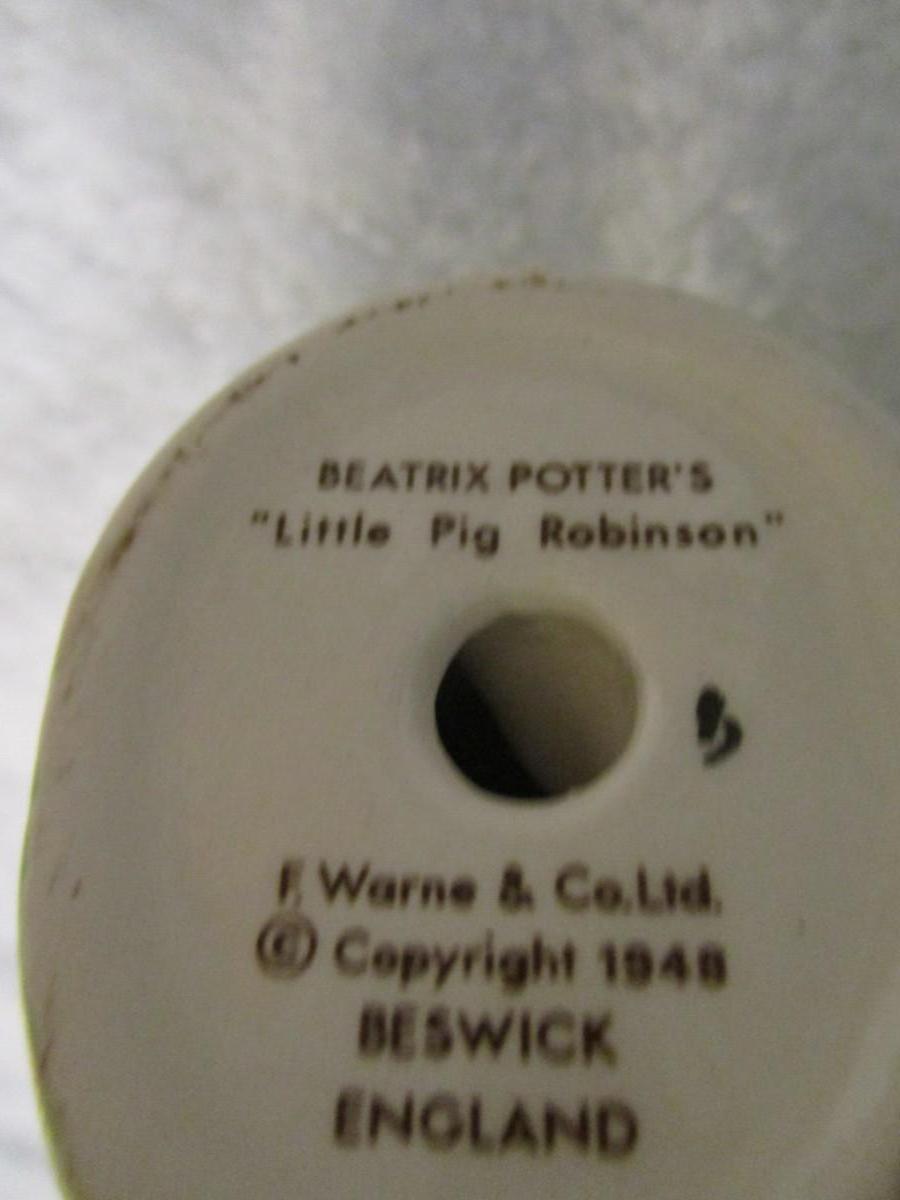 BEATRIX POTTER'S
"Little Pig Robinson"
F. Warne & Co.Ltd.
© Copyright 1948
BESWICK
ENGLAND